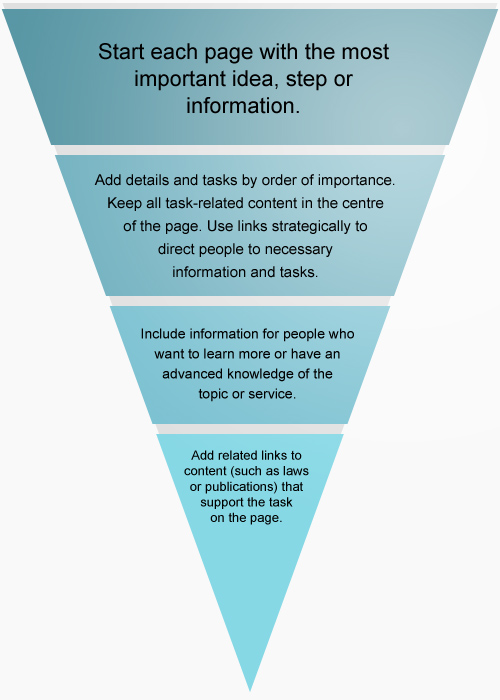 Start each page with the most
important idea, step or
information.
Add details and tasks by order of importance.
Keep all task-related content in the centre
of the page. Use links strategically to
direct people to necessary
information and tasks.
Include information for people who
want to learn more or have an
advanced knowledge of the
topic or service.
Add related links to
content (such as laws
or publications) that
support the task
on the page.